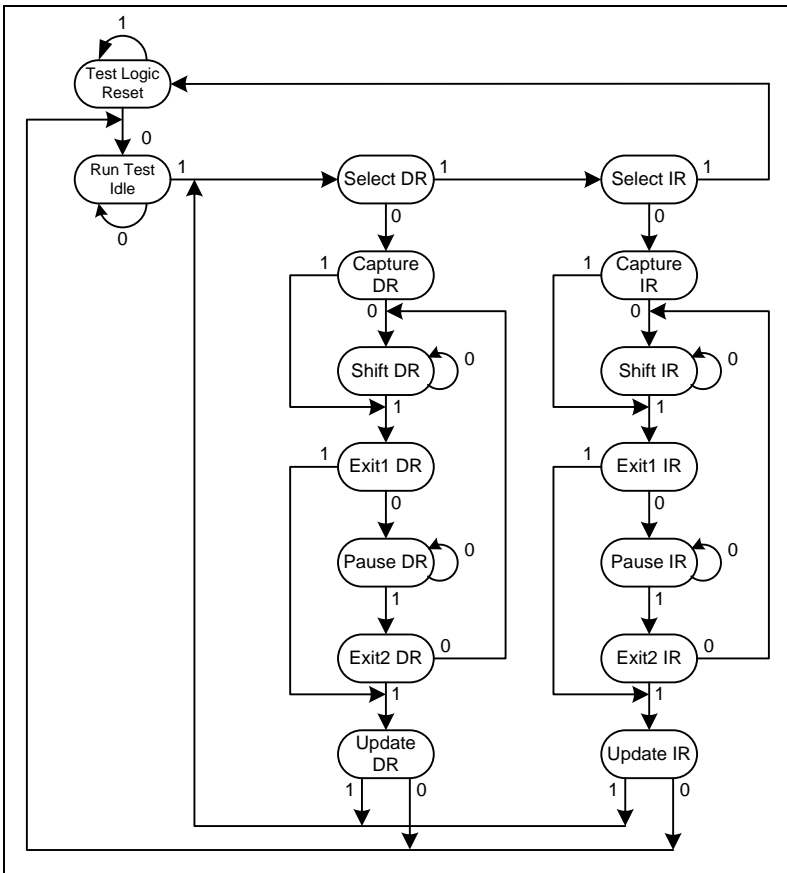 1
Test Logic
Reset
0
Run Test
Idle
1
0
Select DR
1
Select IR
1
0
0
1
Capture
DR
1
Capture
IR
0
0
Shift DR
0
Shift IR
0
1
1
1
Exit1 DR
1
Exit1 IR
0
0
Pause DR
0
Pause IR
0
1
1
Exit2 DR
0
Exit2 IR
0
1
1
Update
DR
Update IR
1
0
1
0